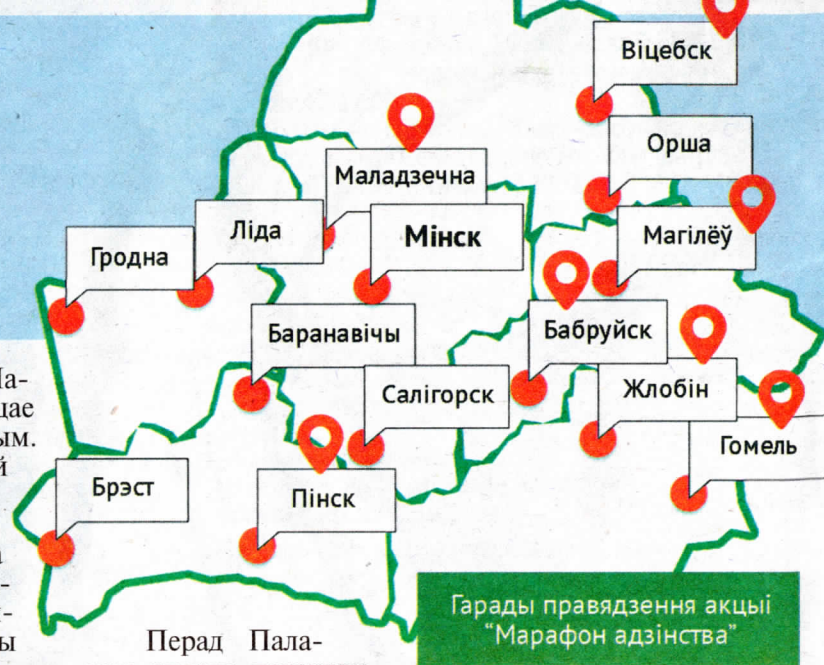 Віцебск
Орша
Маладзечна
Магілёў
Мінск
Ліда
Гродна
Баранавічы
Бабруйск
Салігорск
Жлобін
Гомель
Брэст
Пінск
Гарады правядзення акцыі
"Марафон адзінства"
Перад Пала-